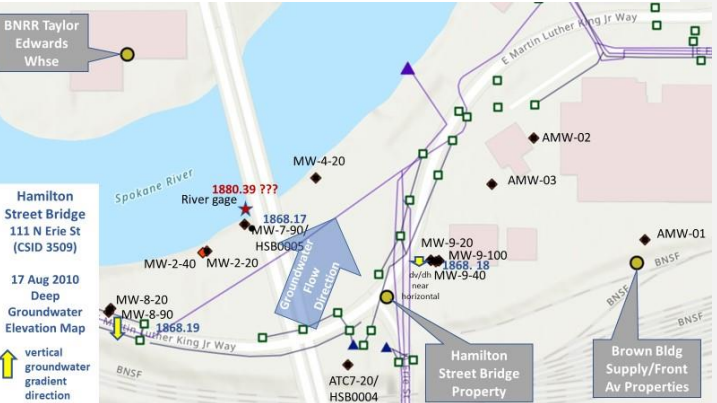 BNRR Taylor
Edwards
Whse
E Martin Luther King Jr Way
AMW-02
MW-4-20
AMW-03
Spokane River
1880.39 ???
River gage
1868.17
MW-7-90/
HSB0005
Hamilton
Street Bridge
111 N Erie St
(CSID 3509)
17 Aug 2010
Deep
Groundwater
Elevation Map
vertical
groundwater
gradient
direction
MW-2-40
MW-2-20
Groundwater
Flow
Direction
MW-9-20
MW-9-100
1868. 18
MW-9-40
dv/dh
near
horizontal
AMW-01
BNSF
BNSF
BNSF
MW-8-20
MW-8-90
1868.19
Martin Luther King Jr Way
BNSF
ATC7-20/
HSB0004
Hamilton
Street Bridge
Property
Brown Bldg
Supply/Front
Av Properties